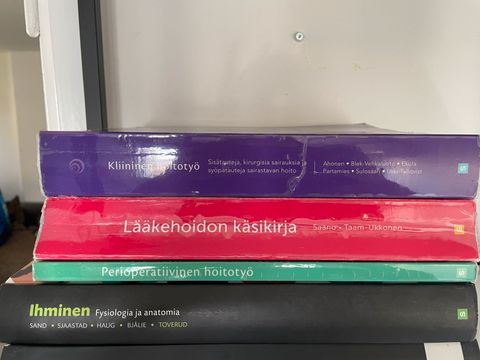 Kliininen hoitotyö
Sisätauteja, kirurgisia sairauksia ja
syöpätauteja sairastavan hoito
Ahonen • Blek-Vehkaluoto • Ekola
Partamies • Sulosaari • Uski-Tallqvist
Lääkehoidon käsikirja
Saano • Taam-Ukkonen
Perioperatiivinen hoitotyö
Ihminen Fysiologia ja anatomia
SAND • SJAASTAD • HAUG • BJÅLIE • TOVERUD